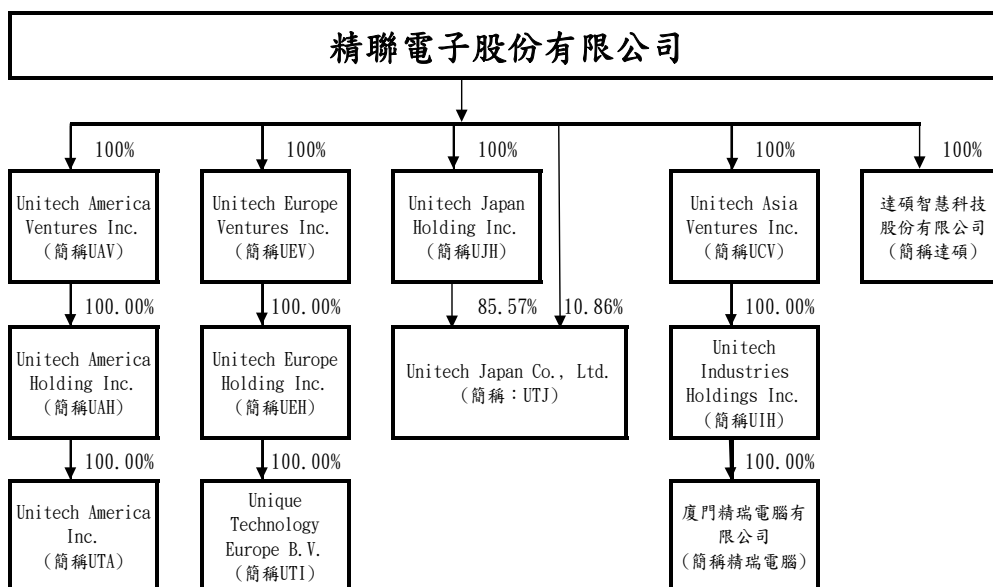 精聯電子股份有限公司
100%
100%
100%
100%
100%
Unitech America
Ventures Inc.
(簡稱UAV)
Unitech Europe
Ventures Inc.
(簡稱UEV)
Unitech Japan
Holding Inc.
(簡稱UJH)
Unitech Asia
Ventures Inc.
(簡稱UCV)
達碩智慧科技
股份有限公司
(簡稱達碩)
100.00%
100.00%
85.57%
10.86%
100.00%
Unitech America
Holding Inc.
(簡稱UAH)
Unitech Europe
Holding Inc.
(簡稱UEH)
Unitech Japan Co., Ltd.
(簡稱：UTJ)
Unitech
Industries
Holdings Inc.
(簡稱UIH)
100.00%
100.00%
100.00%
Unitech America
Inc.
(簡稱UTA)
Unique
Technology
Europe B.V.
(簡稱UTI)
廈門精瑞電腦有
限公司
(簡稱精瑞電腦)